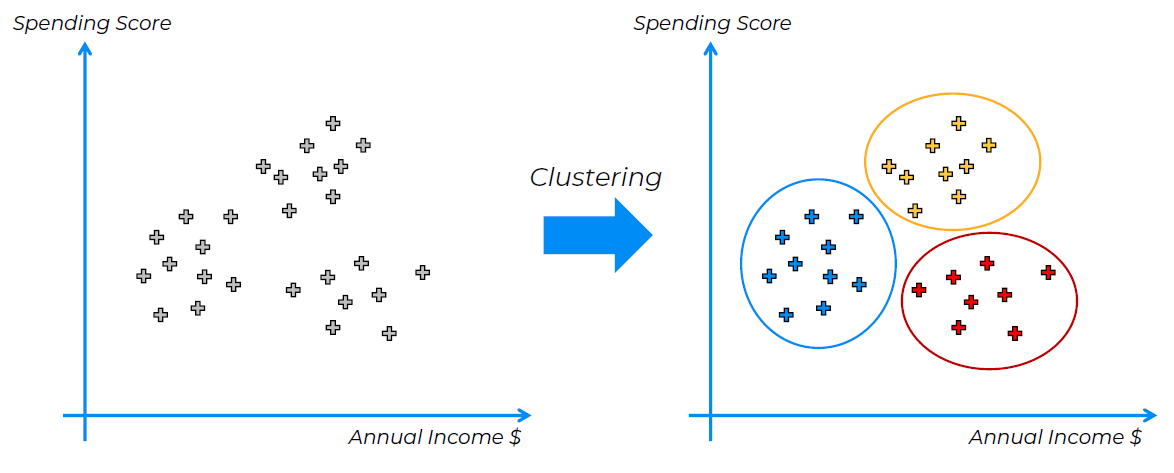 Spending Score
Spending Score
Clustering
Annual Income $
Annual Income $